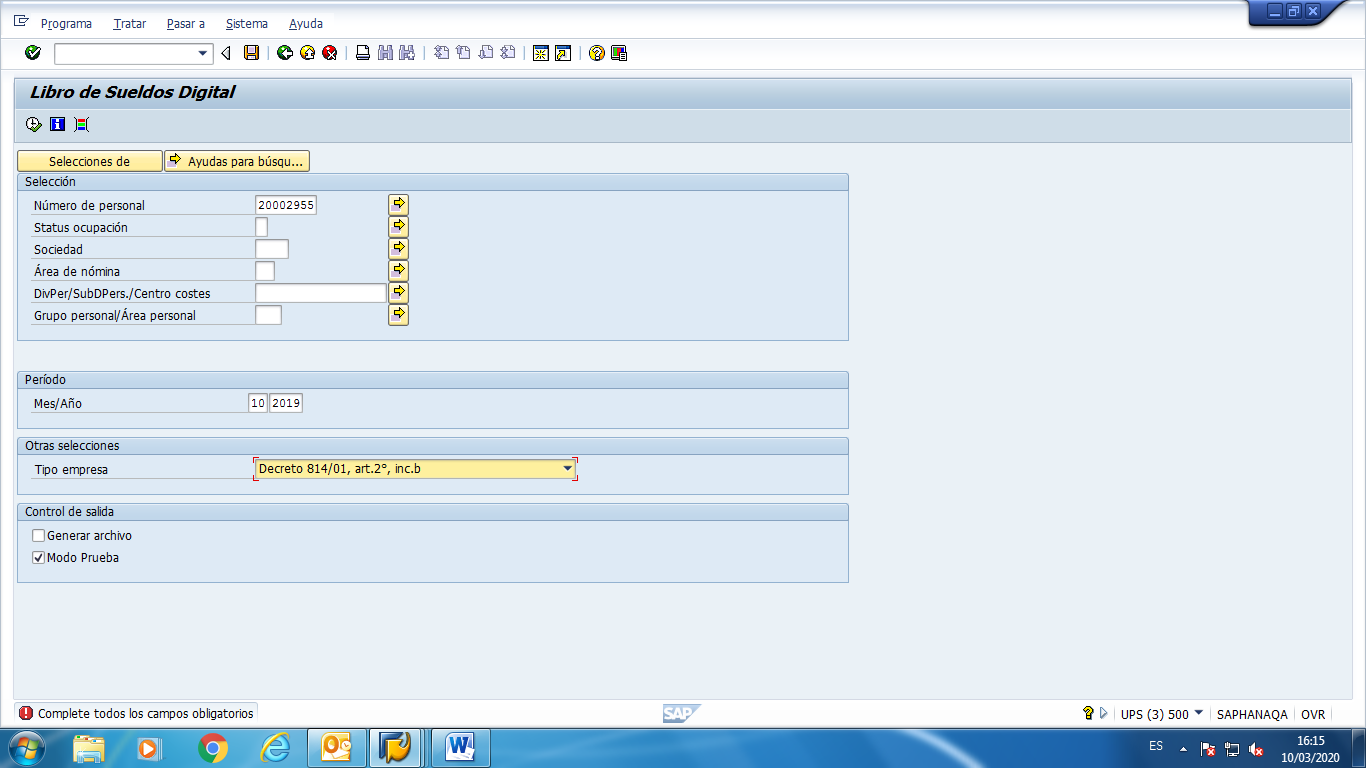 Programa Tratar Pasar a Sistema Ayuda
Libro de Sueldos Digital
Selecciones de Ayudas para búsqu...
Selección
Número de personal 20002955
Status ocupación
Sociedad
Área de nómina
DivPer/SubDPers./Centro costes
Grupo personal/Área personal
Período
Mes/Año 10 2019
Otras selecciones
Tipo empresa Decreto 814/01, art.2°, inc.b
Control de salida
Generar archivo
Modo Prueba
Complete todos los campos obligatorios SAP UPS (3) 500 SAPHANAQA OVR
ES 16:15
10/03/2020